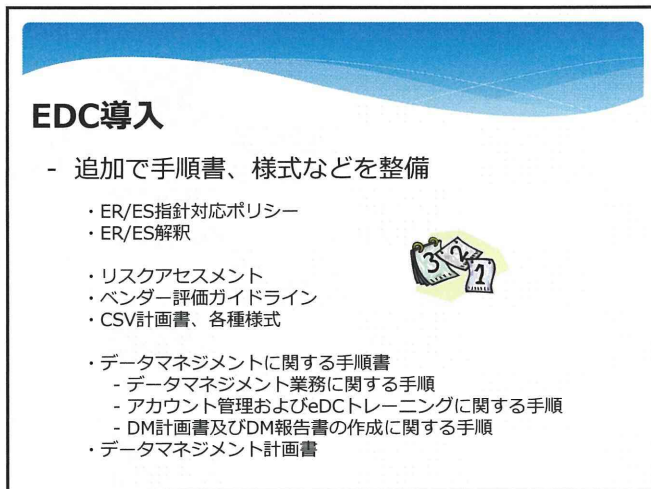 EDC導入
- 追加で手順書、様式などを整備
・ER/ES指針対応ポリシー
・ER/ES解釈
・リスクアセスメント
・ベンダー評価ガイドライン
・CSV計画書、各種様式
・データマネジメントに関する手順書
- データマネジメント業務に関する手順
- アカウント管理およびeDCトレーニングに関する手順
- DM計画書及びDM報告書の作成に関する手順
・データマネジメント計画書
3 2 1